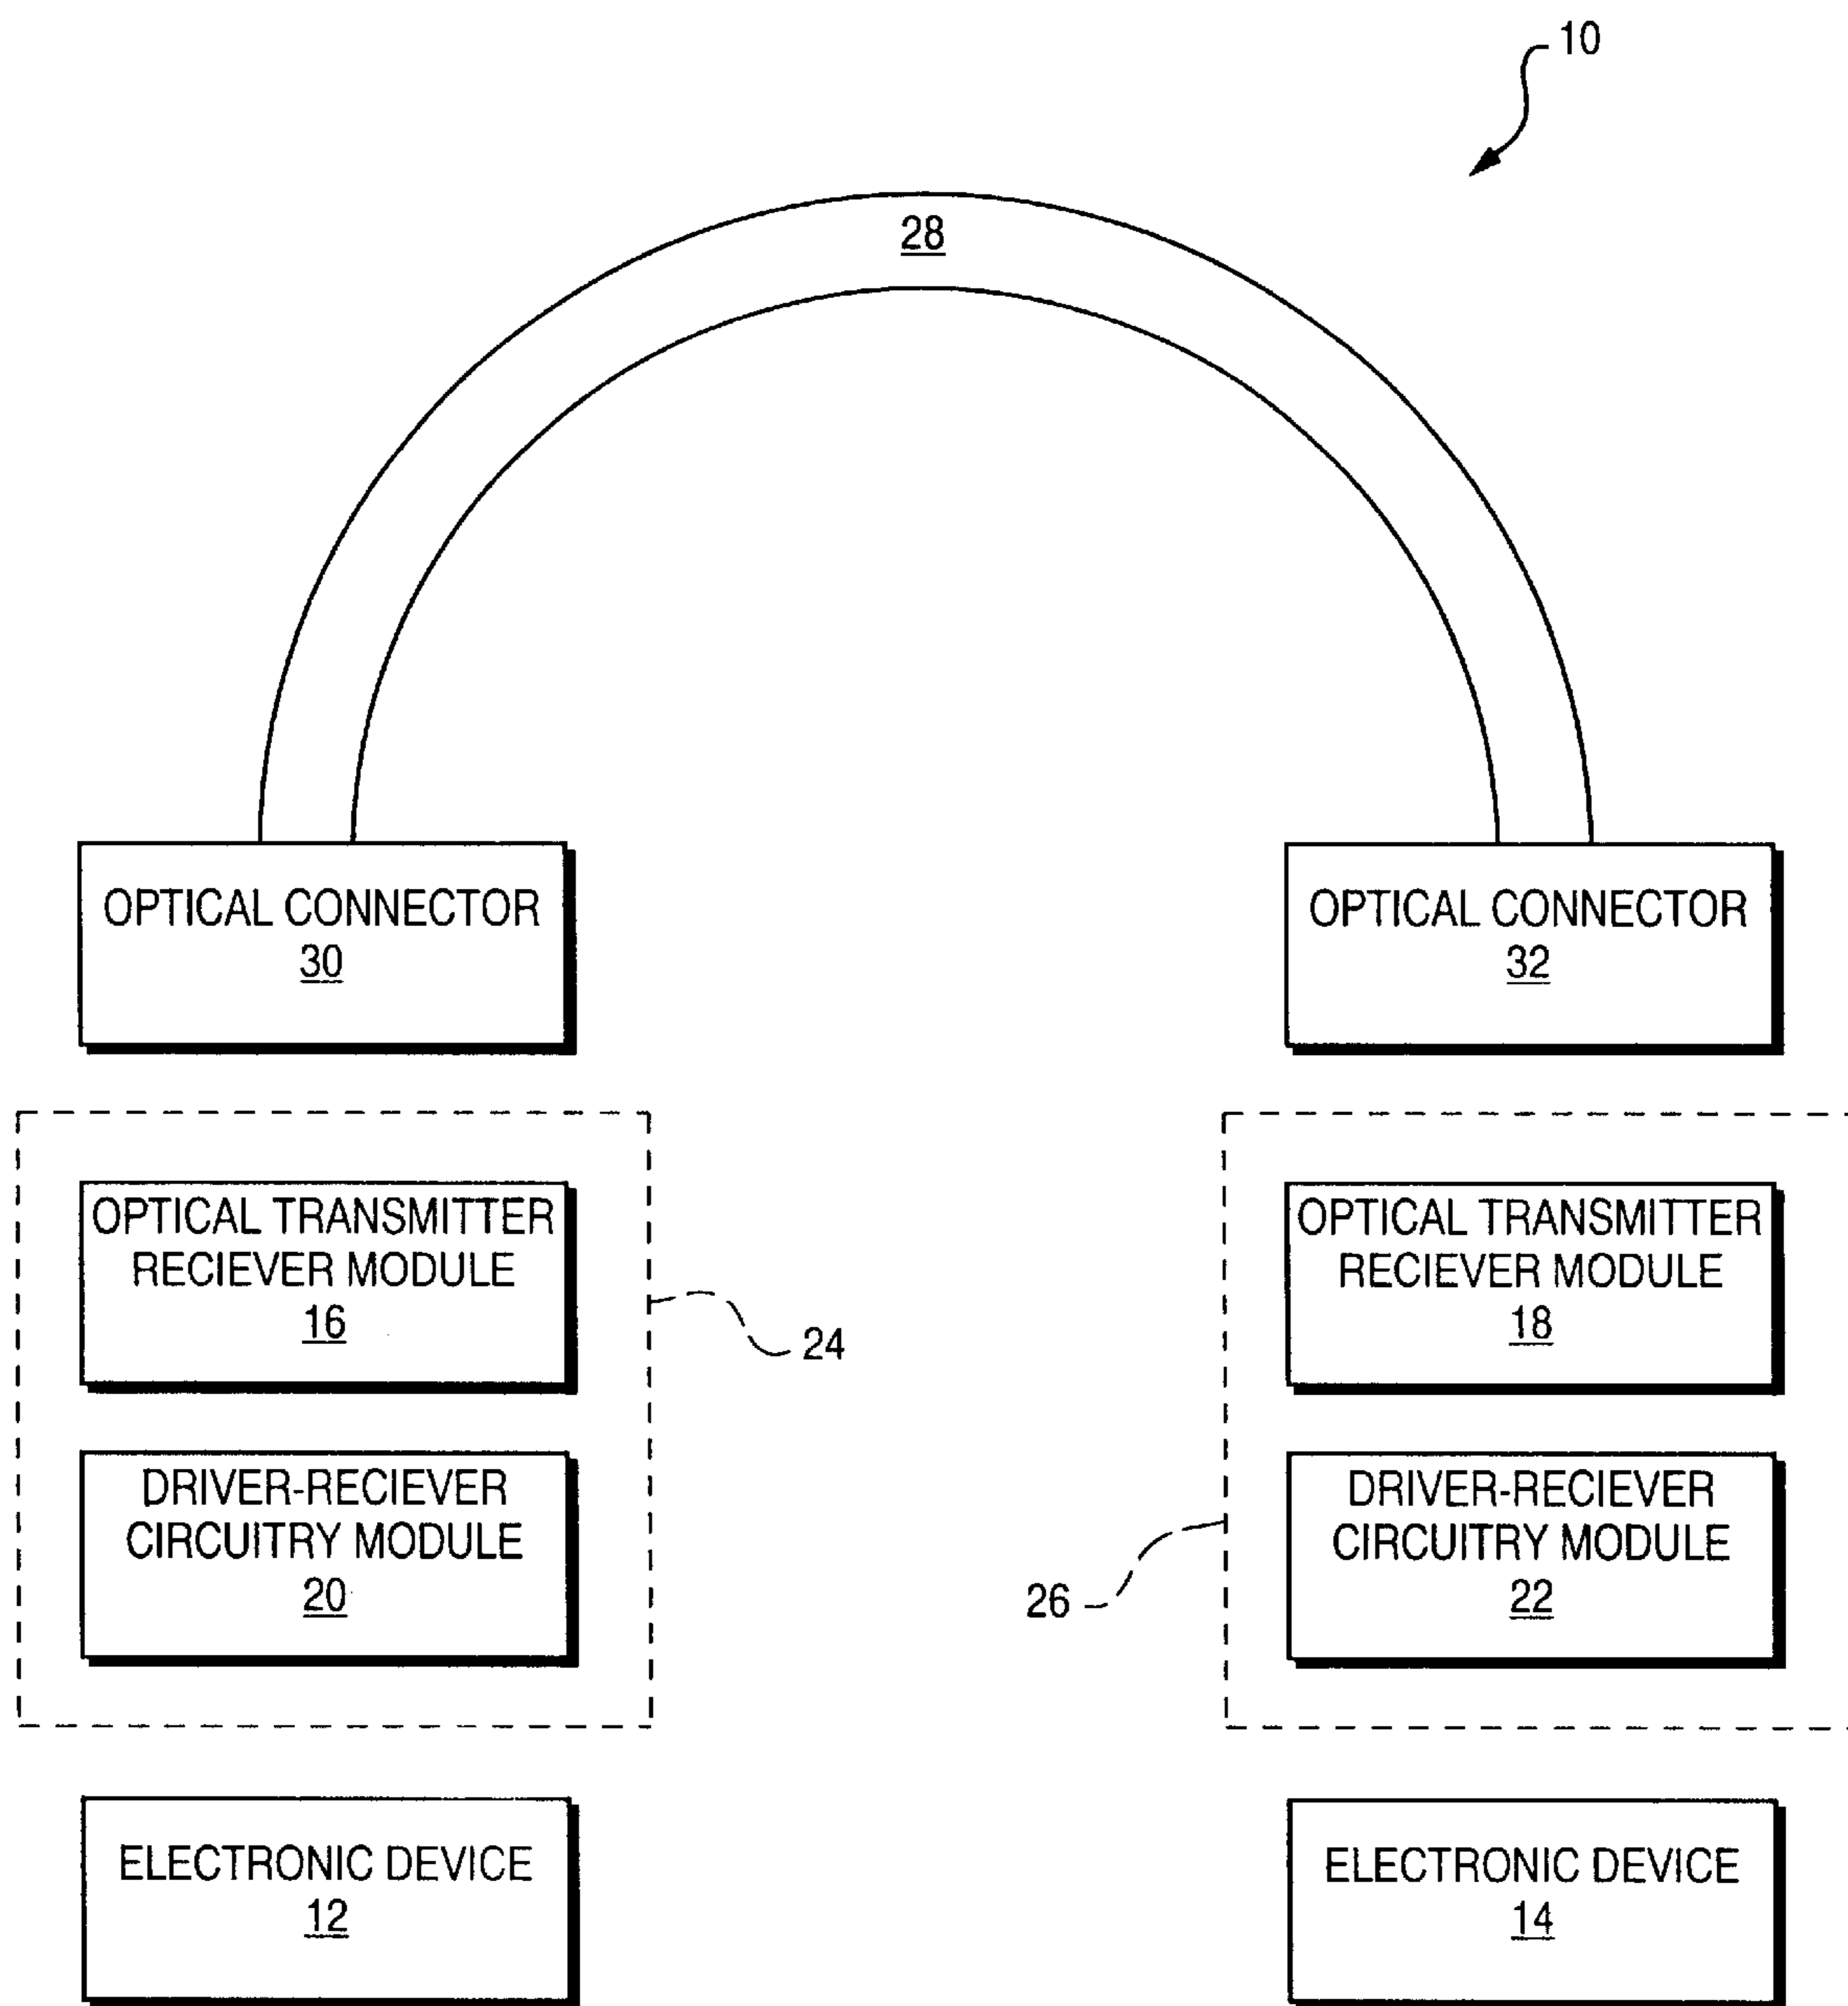 10
28
OPTICAL CONNECTOR
30
OPTICAL CONNECTOR
32
OPTICAL TRANSMITTER
RECIEVER MODULE
16
24
DRIVER-RECIEVER
CIRCUITRY MODULE
20
OPTICAL TRANSMITTER
RECIEVER MODULE
18
DRIVER-RECIEVER
CIRCUITRY MODULE
22
26
ELECTRONIC DEVICE
12
ELECTRONIC DEVICE
14